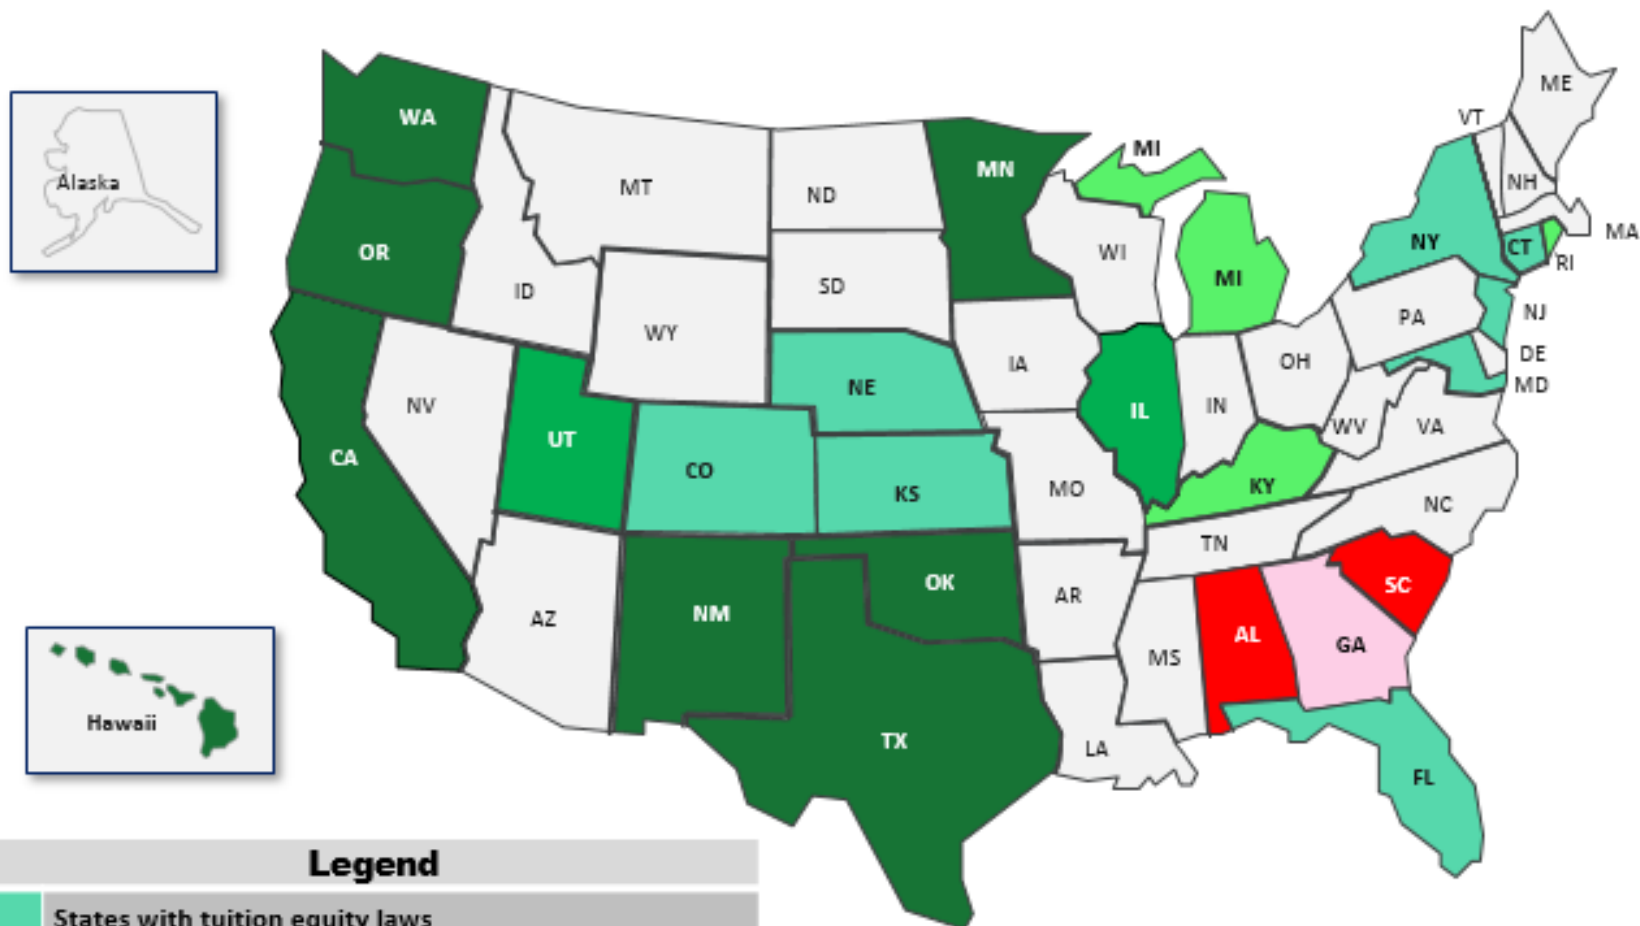 ME
VT
WA
MI
MN
NH
Alaska
MT
ND
MA
OR
NY
CT
WI
RI
MI
ID
SD
NJ
PA
WY
DE
OH
IA
MD
NE
NV
IN
IL
VA
WV
UT
CA
CO
KY
MO
KS
NC
TN
OK
SC
AR
NM
AZ
AL
GA
MS
Hawaii
TX
LA
FL
Legend
States with tuition equity laws